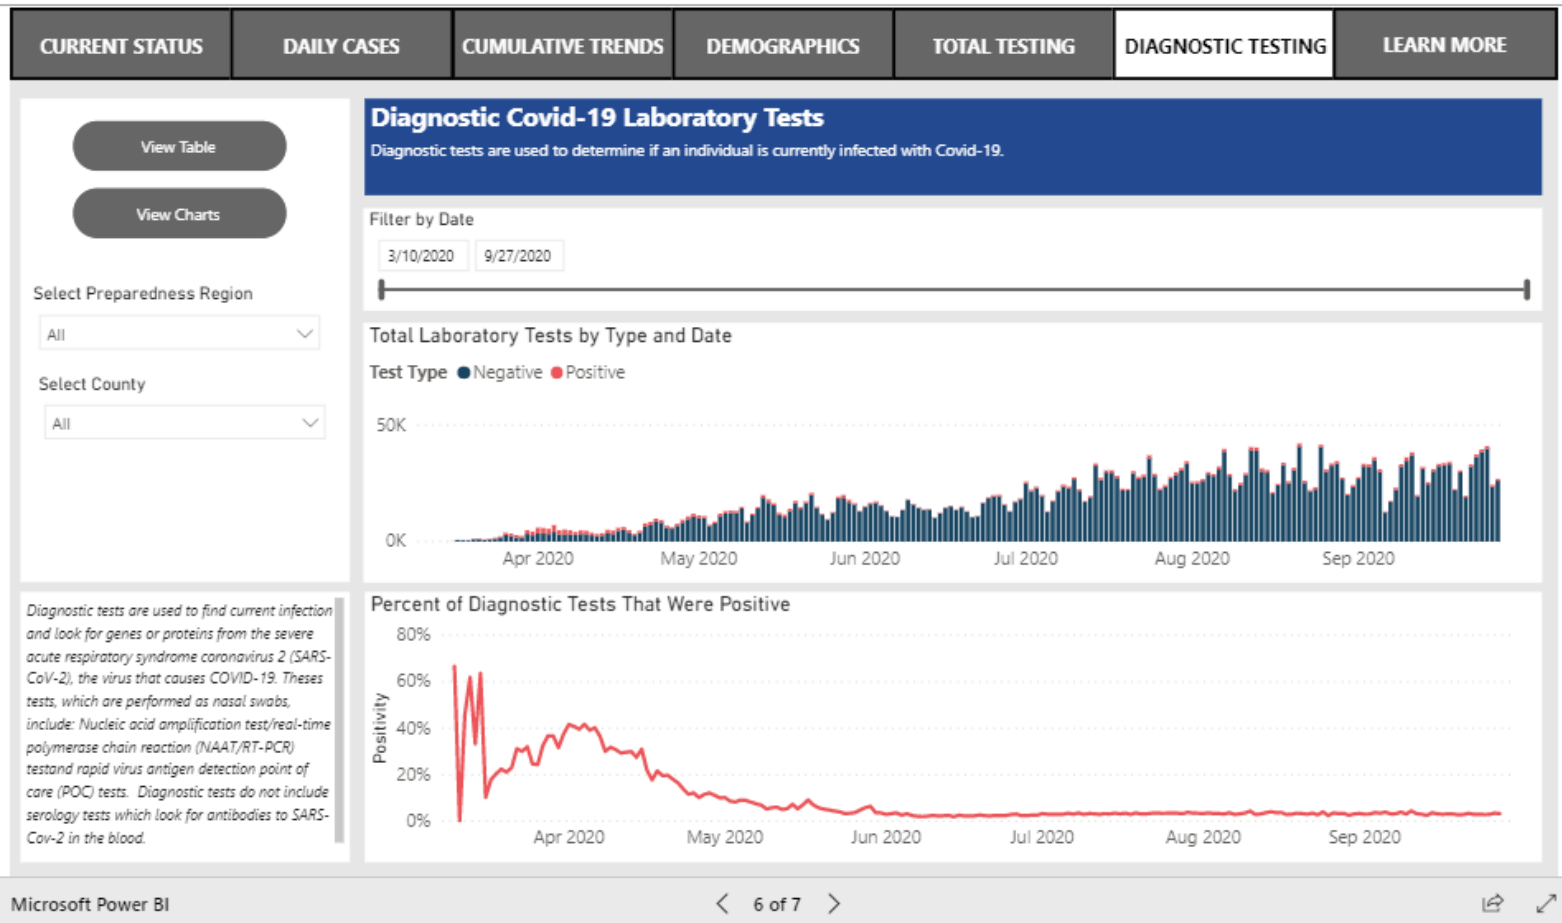 CURRENT STATUS
DAILY CASES
CUMULATIVE TRENDS
DEMOGRAPHICS
TOTAL TESTING
DIAGNOSTIC TESTING
LEARN MORE
View Table
View Charts
Select Preparedness Region
All
Select County
All
Diagnostic tests are used to find current infection
and look for genes or proteins from the severe
acute respiratory syndrome coronavirus 2 (SARS-
CoV-2), the virus that causes COVID-19. Theses
tests, which are performed as nasal swabs,
include: Nucleic acid amplification test/real-time
polymerase chain reaction (NAAT/RT-PCR)
testand rapid virus antigen detection point of
care (POC) tests.  Diagnostic tests do not include
serology tests which look for antibodies to SARS-
Cov-2 in the blood.
Diagnostic Covid-19 Laboratory Tests
Diagnostic tests are used to determine if an individual is currently infected with Covid-19.
Filter by Date
3/10/2020 9/27/2020
Total Laboratory Tests by Type and Date
Test Type Negative Positive
50K
0K
Apr 2020 May 2020 Jun 2020 Jul 2020 Aug 2020 Sep 2020
Percent of Diagnostic Tests That Were Positive
Positivity
80%
60%
40%
20%
0%
Apr 2020 May 2020 Jun 2020 Jul 2020 Aug 2020 Sep 2020
Microsoft Power BI
6 of 7